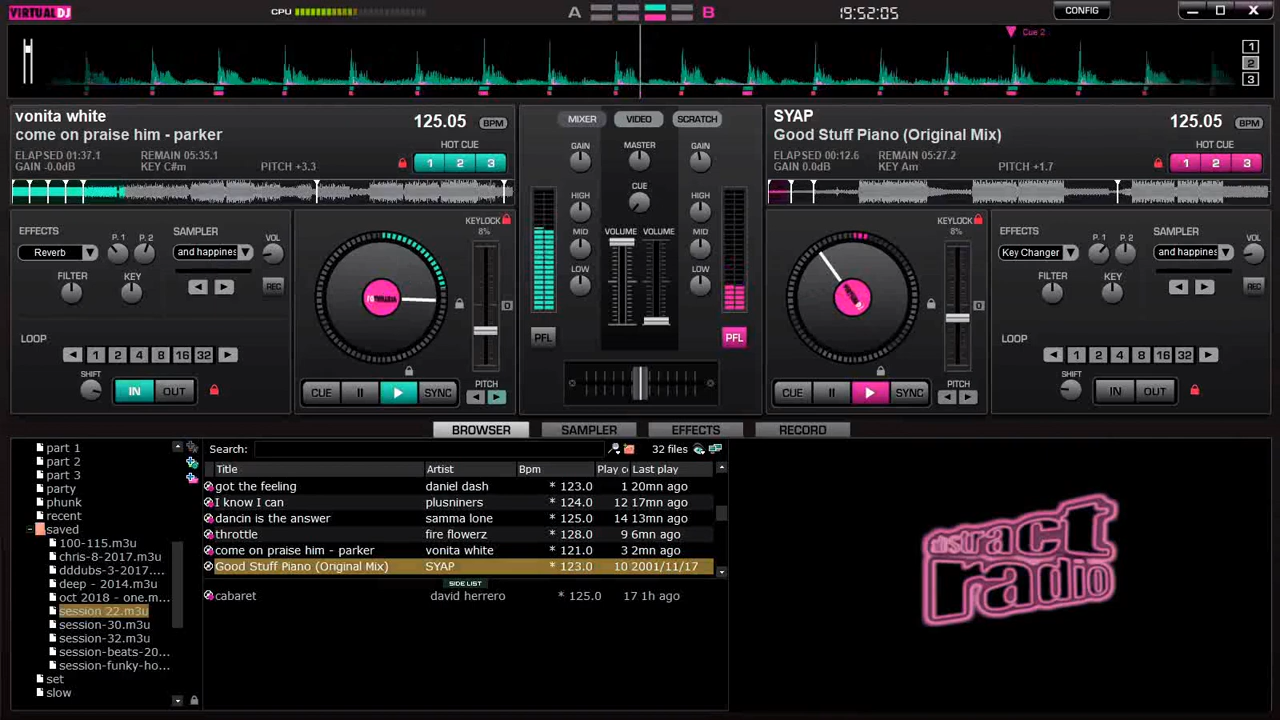 VIRTUALDJ
CPU
A
B
19:52:05
CONFIG
Cue 2
1
2
3
vonita white
come on praise him - parker
125.05 BPM
ELAPSED 01:37.1 REMAIN 05:35.1
GAIN -0.0dB KEY C#m PITCH +3.3
HOT CUE
1 2 3
MIXER VIDEO SCRATCH
GAIN MASTER GAIN
HIGH CUE HIGH
MID VOLUME VOLUME MID
LOW LOW
PFL PFL
SYAP
Good Stuff Piano (Original Mix)
125.05 BPM
ELAPSED 00:12.6 REMAIN 05:27.2
GAIN 0.0dB KEY Am PITCH +1.7
HOT CUE
1 2 3
EFFECTS P. 1 P. 2 SAMPLER VOL
Reverb and happines
FILTER KEY REC
LOOP
1 2 4 8 16 32
SHIFT
IN OUT
KEYLOCK
8%
CUE SYNC PITCH
KEYLOCK
8%
CUE SYNC PITCH
EFFECTS P. 1 P. 2 SAMPLER VOL
Key Changer and happines
FILTER KEY REC
LOOP
1 2 4 8 16 32
SHIFT
IN OUT
BROWSER SAMPLER EFFECTS RECORD
part 1
part 2
part 3
party
phunk
recent
saved
100-115.m3u
chris-8-2017.m3u
dddubs-3-2017....
deep - 2014.m3u
oct 2018 - one.m...
session 22.m3u
session-30.m3u
session-32.m3u
session-beats-20...
session-funky-ho...
set
slow
Search: 32 files
Title Artist Bpm Play c Last play
got the feeling daniel dash * 123.0 1 20mn ago
I know I can plusniners * 124.0 12 17mn ago
dancin is the answer samma lone * 125.0 14 13mn ago
throttle fire flowerz * 128.0 9 6mn ago
come on praise him - parker vonita white * 121.0 3 2mn ago
Good Stuff Piano (Original Mix) SYAP * 123.0 10 2001/11/17
SIDE LIST
cabaret david herrero * 125.0 17 1h ago
abstract
radio